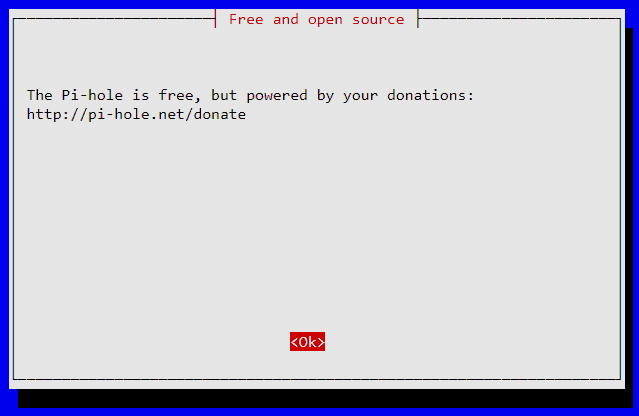 Free and open source
The Pi-hole is free, but powered by your donations:
http://pi-hole.net/donate
<Ok>